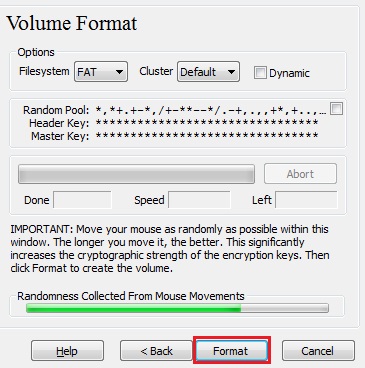 Volume Format
Options
Filesystem FAT Cluster Default Dynamic
Random Pool: *,*+.+-*,/+-**--*/.-+,.,,+*,+..,...
Header Key: ********************************
Master Key: ********************************
Abort
Done Speed Left
IMPORTANT: Move your mouse as randomly as possible within this
window. The longer you move it, the better. This significantly
increases the cryptographic strength of the encryption keys. Then
click Format to create the volume.
Randomness Collected From Mouse Movements
Help < Back Format Cancel